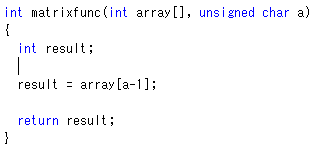 int matrixfunc(int array[], unsigned char a)
{
  int result;

  result = array[a-1];

  return result;
}